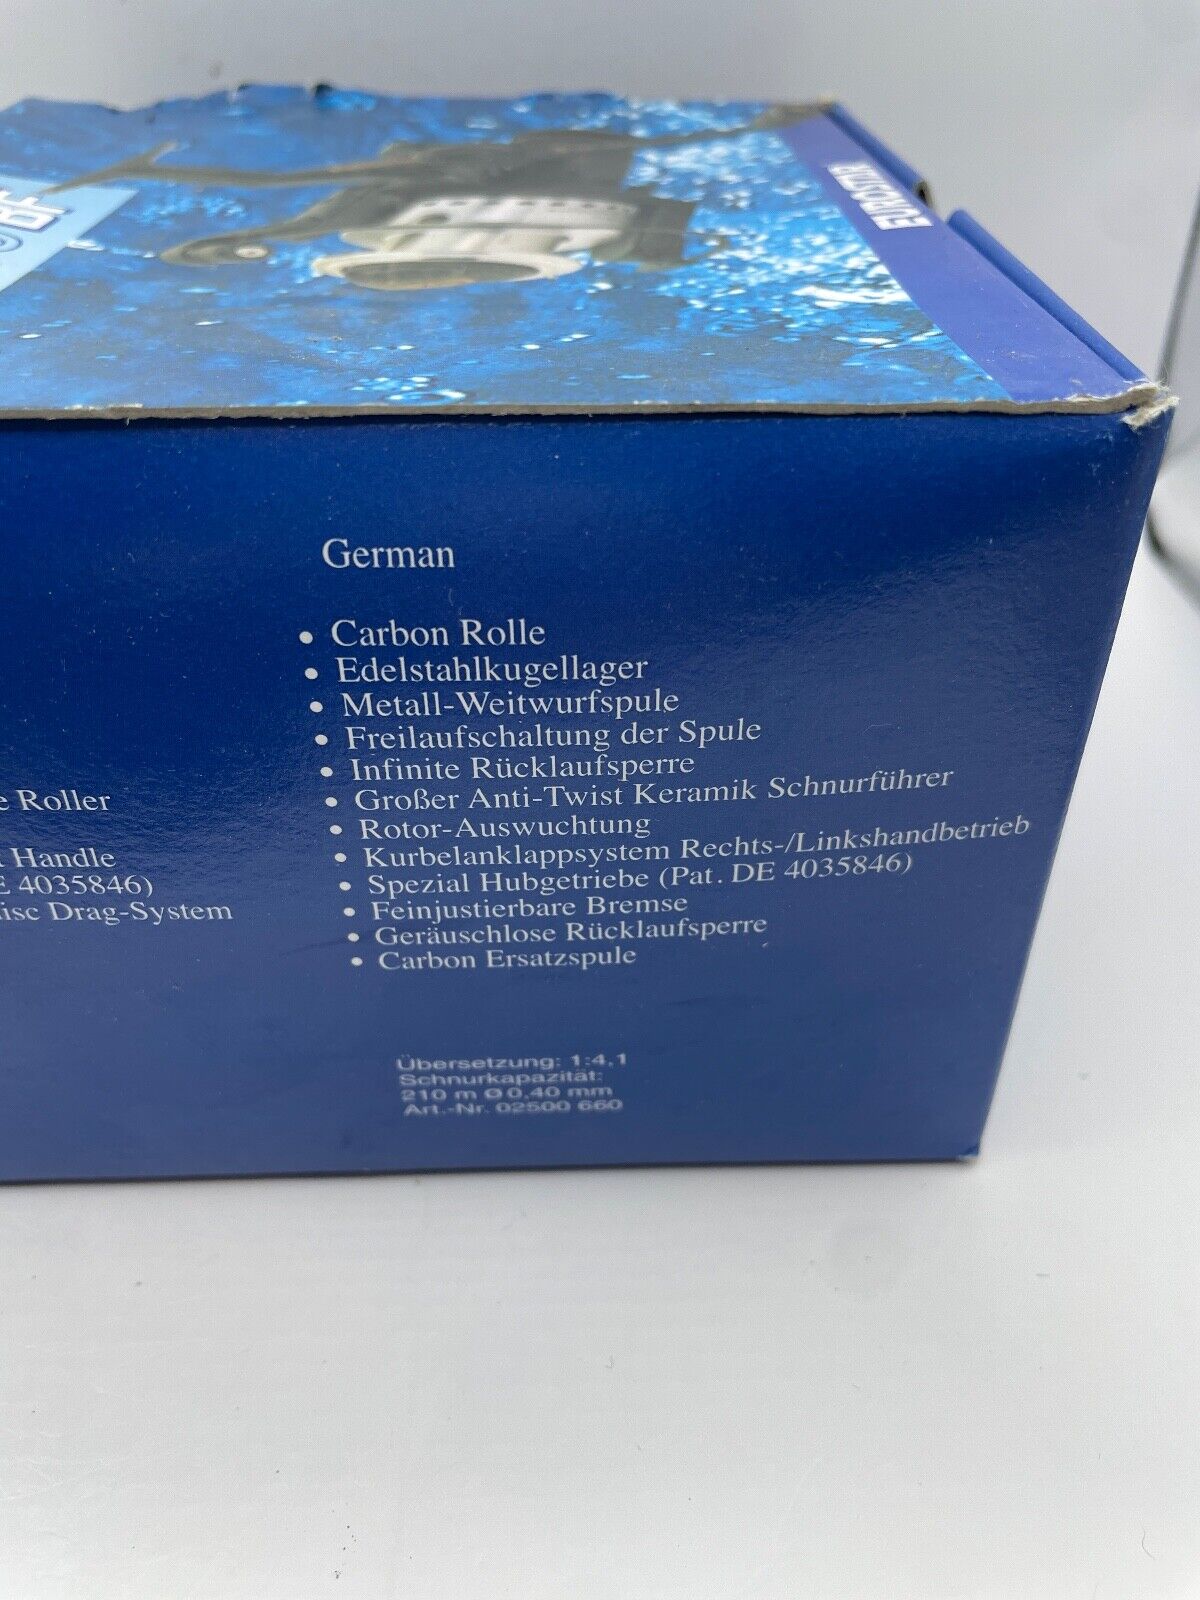 EUROSTAR
German
• Carbon Rolle
• Edelstahlkugellager
• Metall-Weitwurfspule
• Freilaufschaltung der Spule
• Infinite Rücklaufsperre
• Großer Anti-Twist Keramik Schnurführer
• Rotor-Auswuchtung
• Kurbelanklappsystem Rechts-/Linkshandbetrieb
• Spezial Hubgetriebe (Pat. DE 4035846)
• Feinjustierbare Bremse
• Geräuschlose Rücklaufsperre
• Carbon Ersatzspule
Übersetzung: 1:4,1
Schnurkapazität:
210 m Ø 0,40 mm
Art.-Nr. 02500 660
Roller
Handle
4035846)
Drag-System